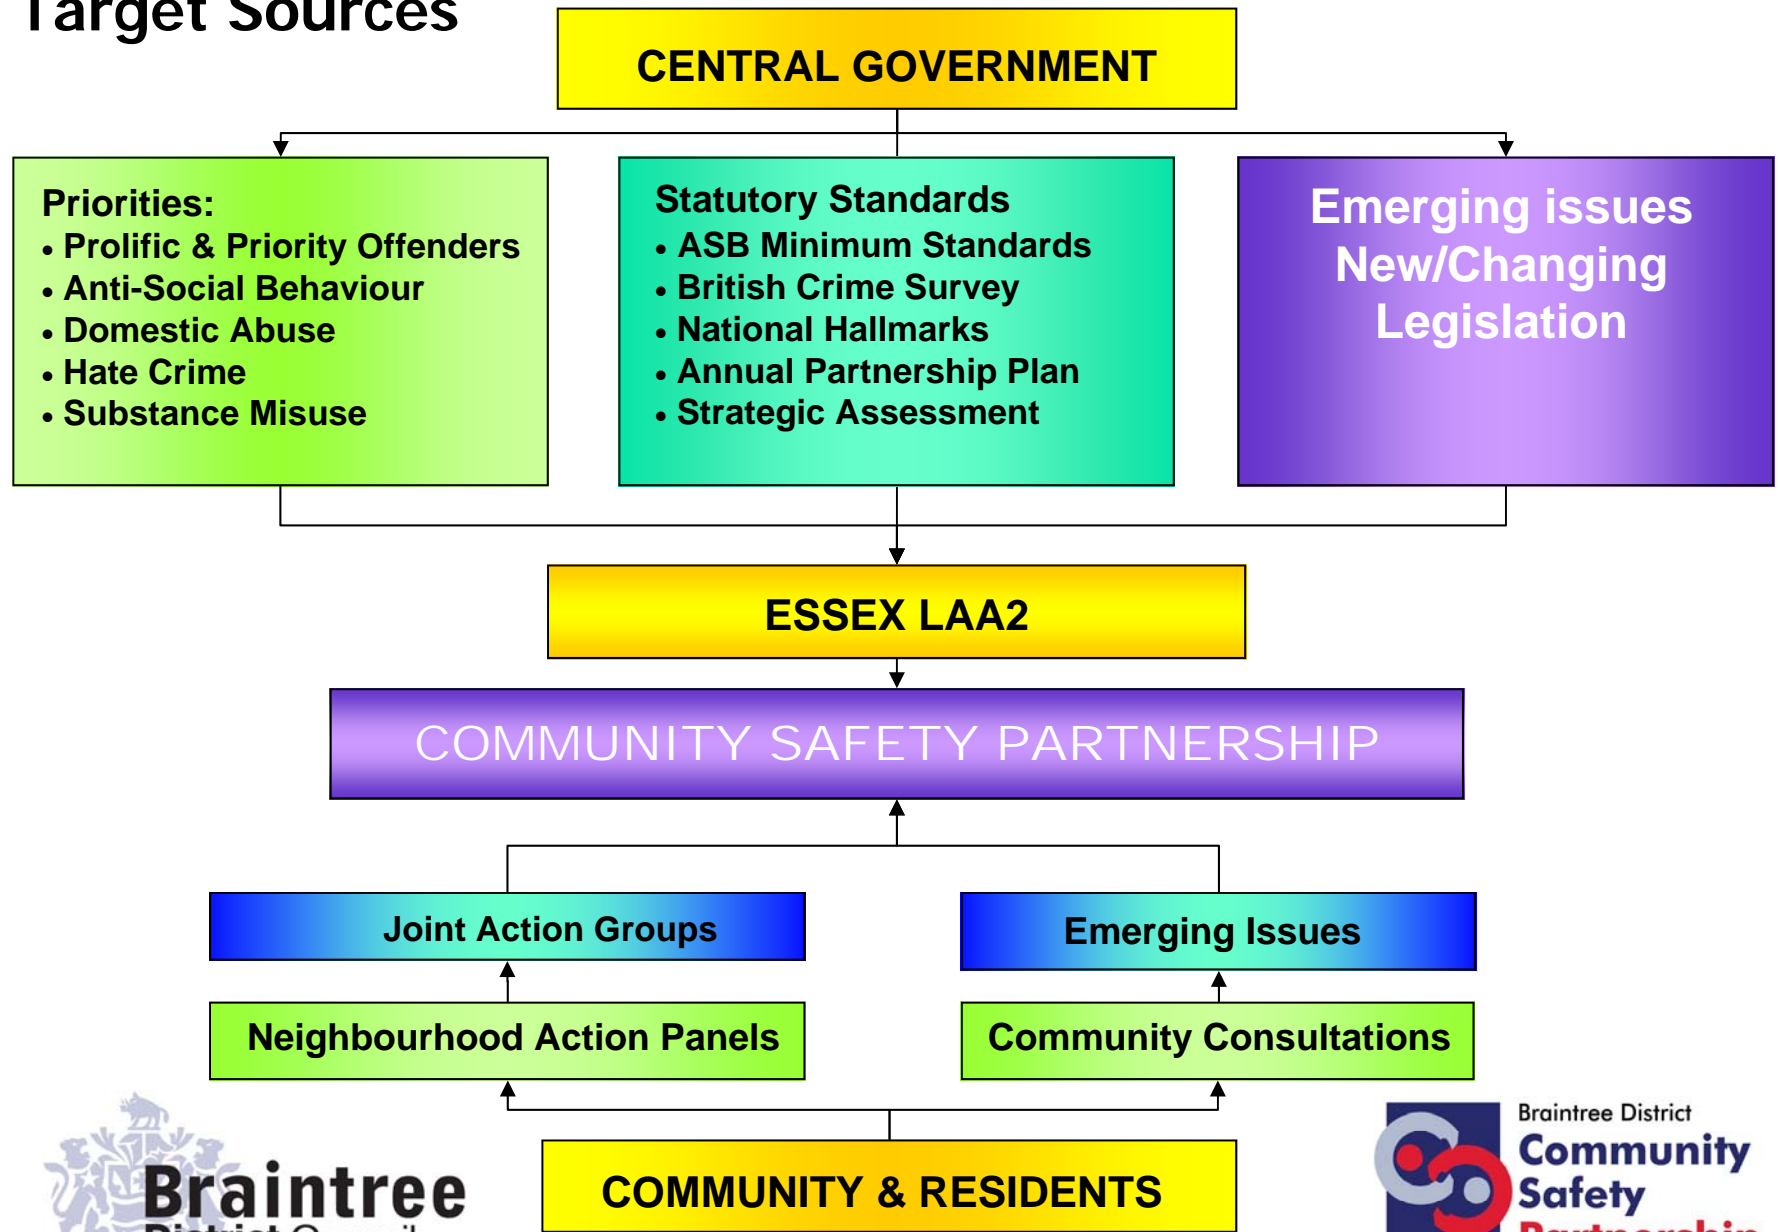 Target Sources
CENTRAL GOVERNMENT
Priorities:
• Prolific & Priority Offenders
• Anti-Social Behaviour
• Domestic Abuse
• Hate Crime
• Substance Misuse
Statutory Standards
• ASB Minimum Standards
• British Crime Survey
• National Hallmarks
• Annual Partnership Plan
• Strategic Assessment
Emerging issues
New/Changing
Legislation
ESSEX LAA2
COMMUNITY SAFETY PARTNERSHIP
Joint Action Groups
Emerging Issues
Neighbourhood Action Panels
Community Consultations
COMMUNITY & RESIDENTS
Braintree
District Council
Braintree District
Community
Safety
Partnership